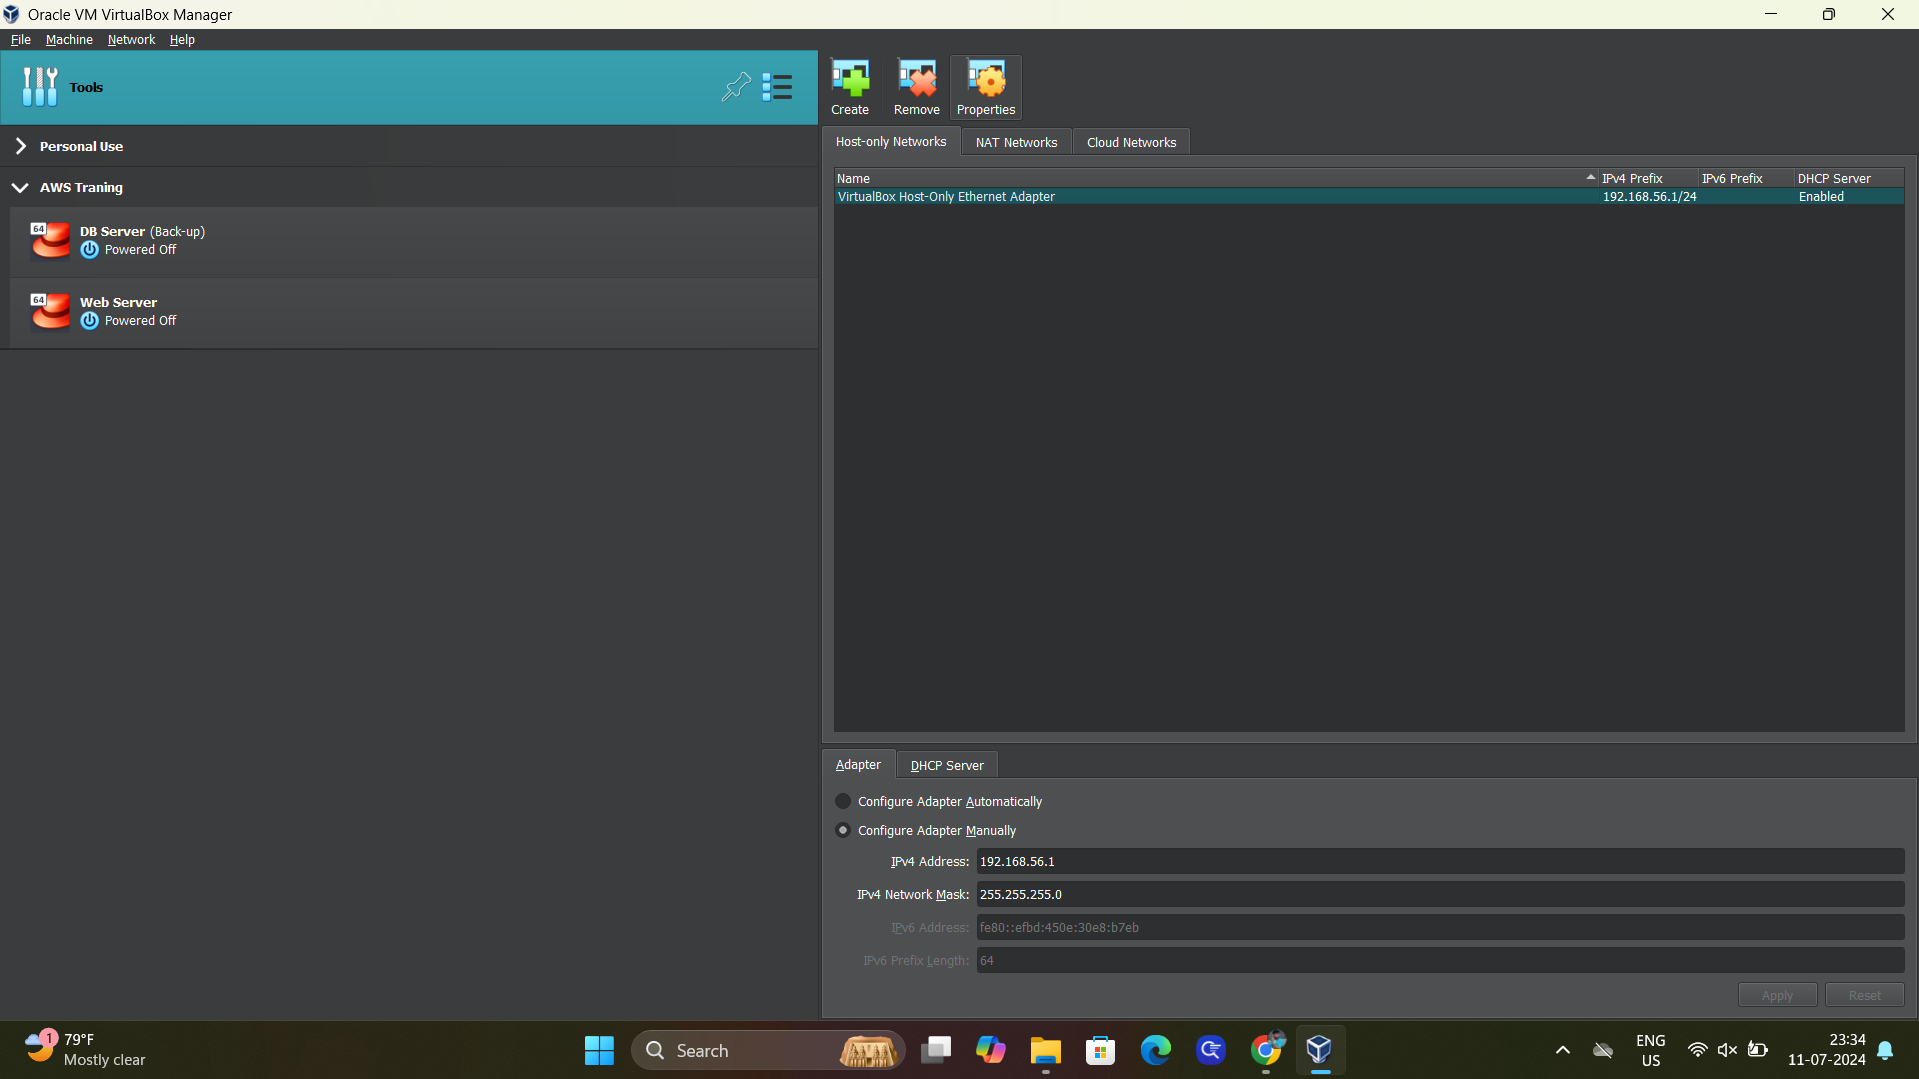 Oracle VM VirtualBox Manager
File Machine Network Help
Tools
Personal Use
AWS Traning
64
DB Server (Back-up)
Powered Off
64
Web Server
Powered Off
Create Remove Properties
Host-only Networks NAT Networks Cloud Networks
Name IPv4 Prefix IPv6 Prefix DHCP Server
VirtualBox Host-Only Ethernet Adapter 192.168.56.1/24 Enabled
Adapter DHCP Server
Configure Adapter Automatically
Configure Adapter Manually
IPv4 Address: 192.168.56.1
IPv4 Network Mask: 255.255.255.0
IPv6 Address: fe80::efbd:450e:30e8:b7eb
IPv6 Prefix Length: 64
Apply Reset
1
79°F
Mostly clear
Search
ENG
US
23:34
11-07-2024